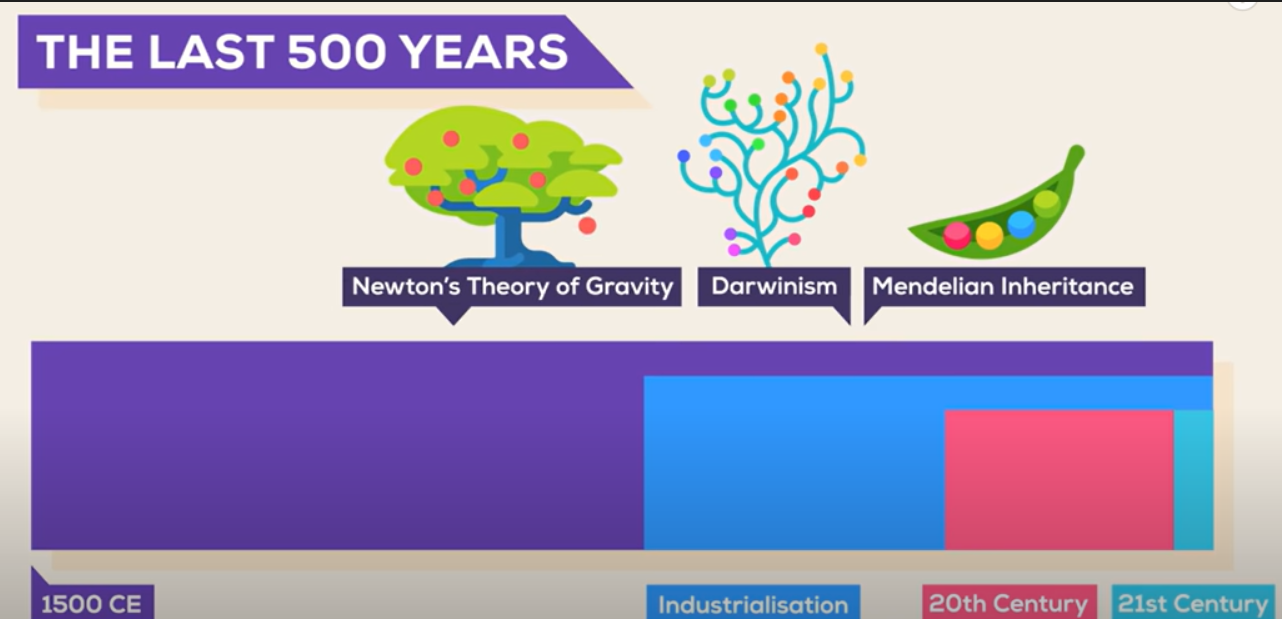 THE LAST 500 YEARS
Newton's Theory of Gravity
Darwinism
Mendelian Inheritance
1500 CE
Industrialisation
20th Century
21st Century